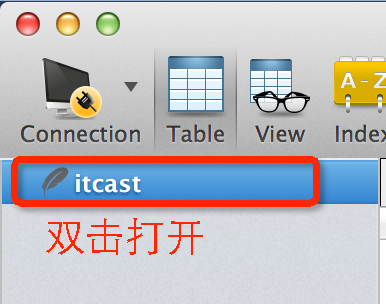 Connection Table View Index
A-Z
itcast
双击打开